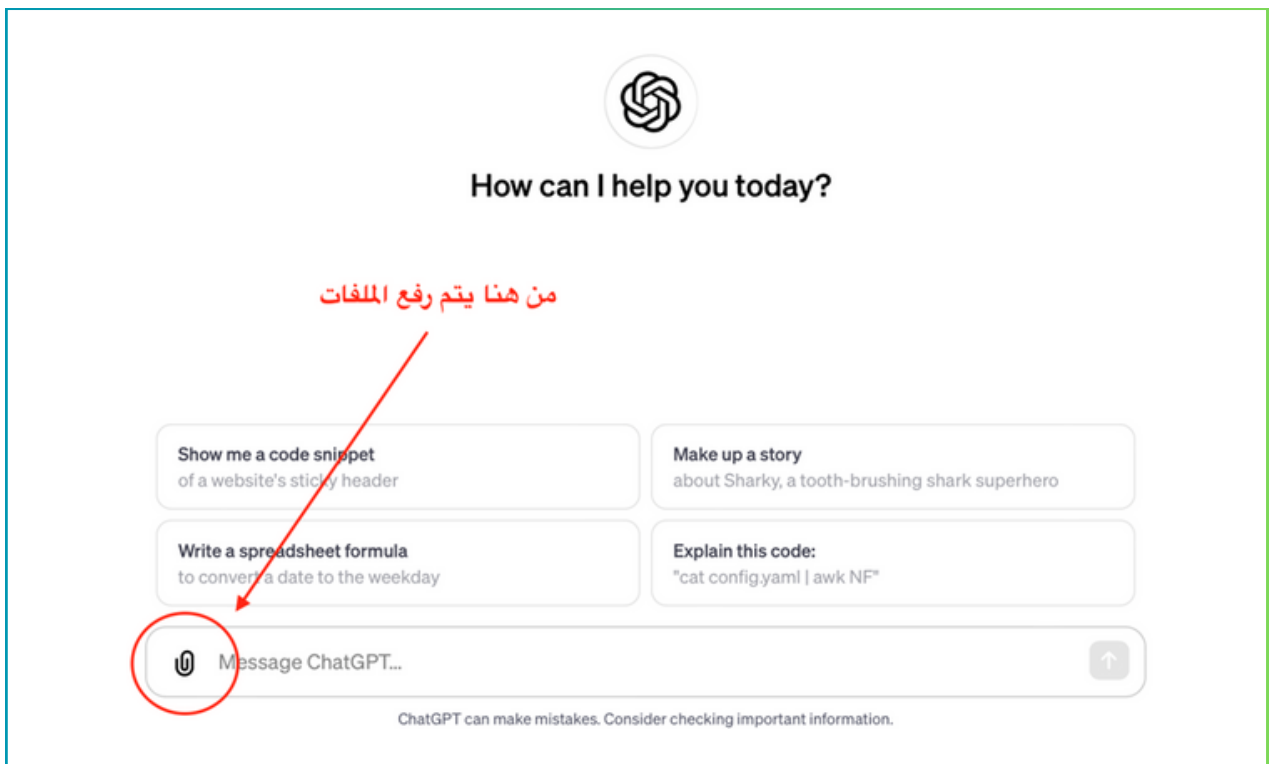 How can I help you today?
من هنا يتم رفع الملفات
Show me a code snippet
of a website's sticky header
Make up a story
about Sharky, a tooth-brushing shark superhero
Write a spreadsheet formula
to convert a date to the weekday
Explain this code:
"cat config.yaml | awk NF"
Message ChatGPT...
ChatGPT can make mistakes. Consider checking important information.